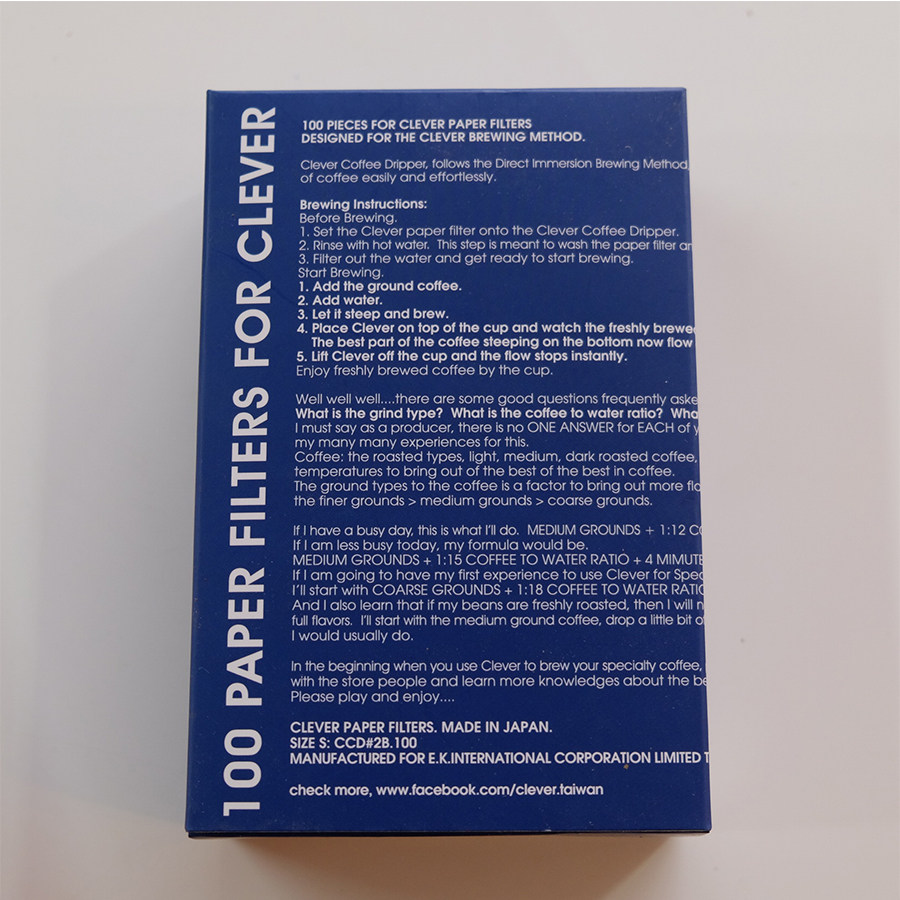 100 PAPER FILTERS FOR CLEVER
100 PIECES FOR CLEVER PAPER FILTERS
DESIGNED FOR THE CLEVER BREWING METHOD.
Clever Coffee Dripper, follows the Direct Immersion Brewing Method,
of coffee easily and effortlessly.
Brewing Instructions:
Before Brewing.
1. Set the Clever paper filter onto the Clever Coffee Dripper.
2. Rinse with hot water. This step is meant to wash the paper filter
3. Filter out the water and get ready to start brewing.
Start Brewing.
1. Add the ground coffee.
2. Add water.
3. Let it steep and brew.
4. Place Clever on top of the cup and watch the freshly
The best part of the coffee steeping on the bottom now flow
5. Lift Clever off the cup and the flow stops instantly.
Enjoy freshly brewed coffee by the cup.
Well well well....there are some good questions frequently
What is the grind type? What is the coffee to water ratio?
I must say as a producer, there is no ONE ANSWER for EACH of
my many many experiences for this.
Coffee: the roasted types, light, medium, dark roasted coffee,
temperatures to bring out of the best of the best in coffee.
The ground types to the coffee is a factor to bring out more
the finer grounds > medium grounds > coarse grounds.
If I have a busy day, this is what I'll do. MEDIUM GROUNDS + 1:12
If I am less busy today, my formula would be.
MEDIUM GROUNDS + 1:15 COFFEE TO WATER RATIO + 4 MIMUTE
If I am going to have my first experience to use Clever for
I'll start with COARSE GROUNDS + 1:18 COFFEE TO WATER
And I also learn that if my beans are freshly roasted, then I will
full flavors. I'll start with the medium ground coffee, drop a little bit of
I would usually do.
In the beginning when you use Clever to brew your specialty coffee,
with the store people and learn more knowledges about the
Please play and enjoy....
CLEVER PAPER FILTERS. MADE IN JAPAN.
SIZE S: CCD#2B.100
MANUFACTURED FOR E.K.INTERNATIONAL CORPORATION LIMITED
check more, www.facebook.com/clever.taiwan